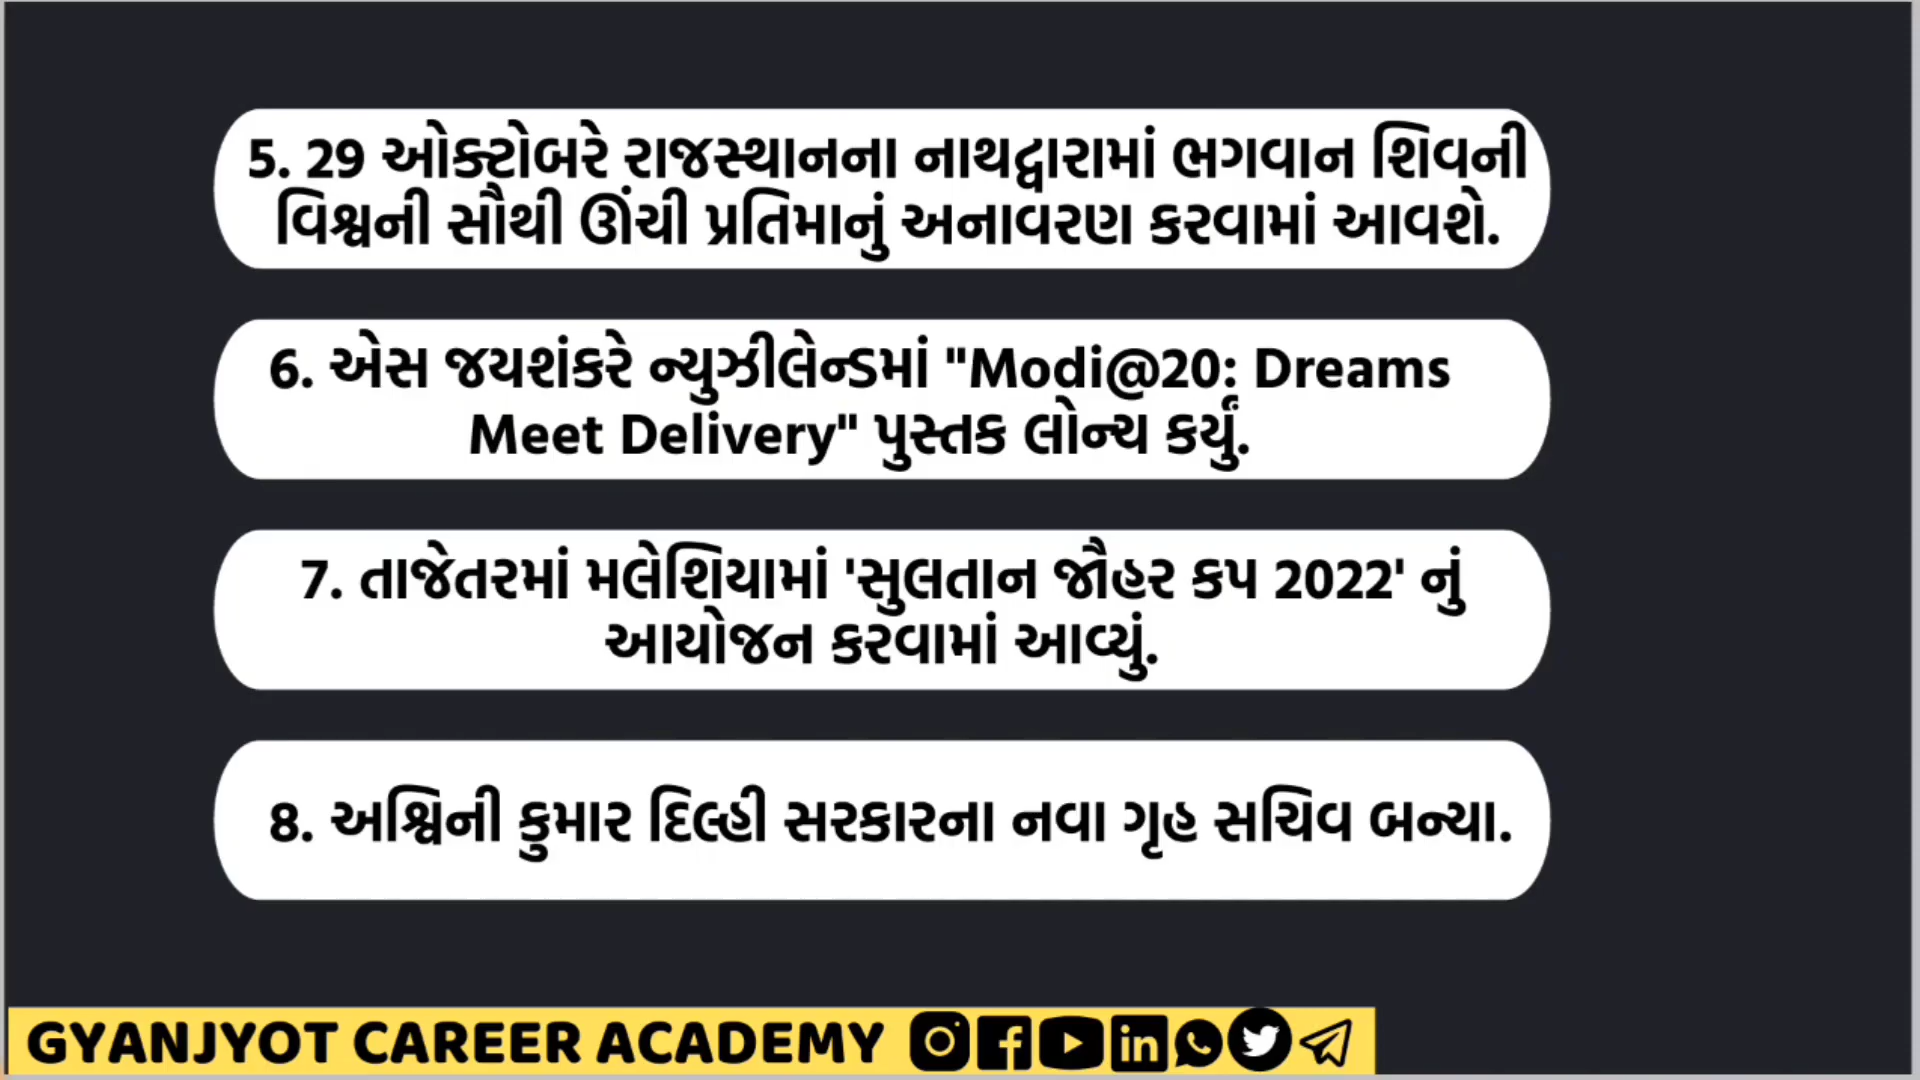 5. 29 ઓક્ટોબરે રાજસ્થાનના નાથદ્વારામાં ભગવાન શિવની
વિશ્વની સૌથી ઊંચી પ્રતિમાનું અનાવરણ કરવામાં આવશે.
6. એસ જયશંકરે ન્યુઝીલેન્ડમાં "Modi@20: Dreams
Meet Delivery" પુસ્તક લોન્ચ કર્યું.
7. તાજેતરમાં મલેશિયામાં 'સુલતાન જૌહર કપ 2022' નું
આયોજન કરવામાં આવ્યું.
8. અશ્વિની કુમાર દિલ્હી સરકારના નવા ગૃહ સચિવ બન્યા.
GYANJYOT CAREER ACADEMY